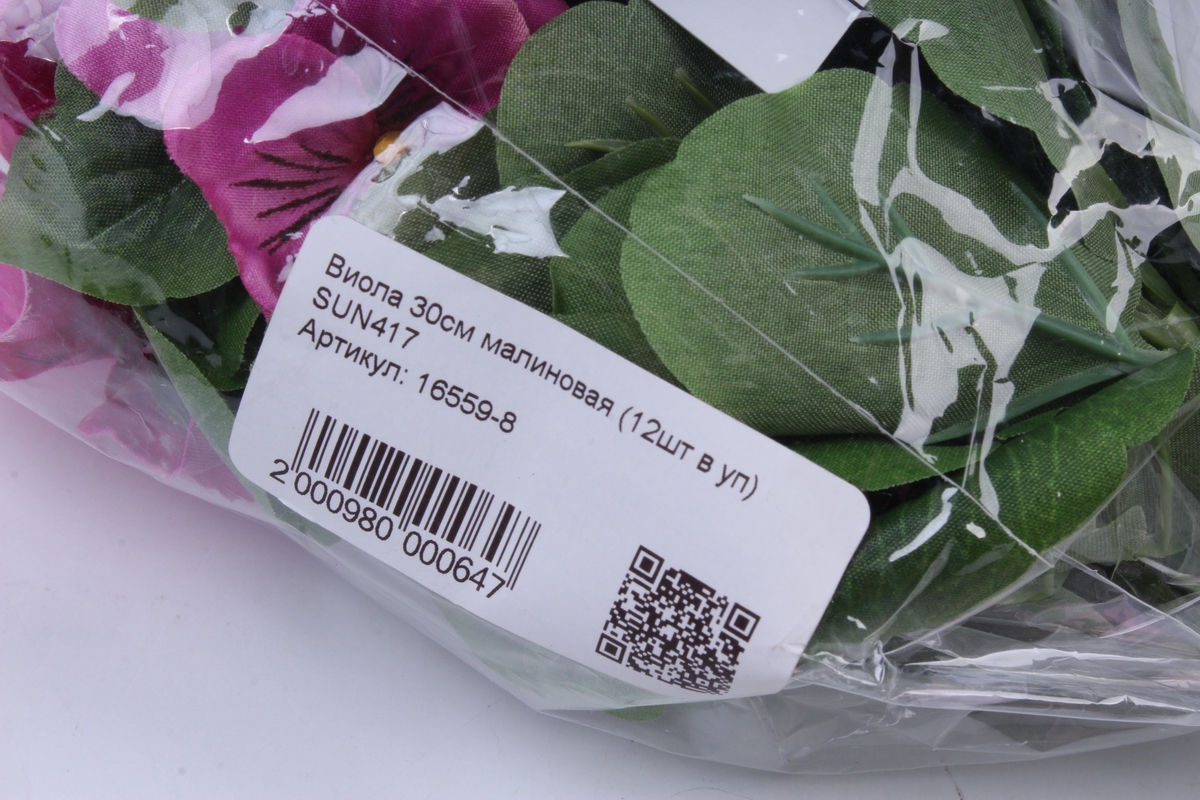 Виола 30см малиновая (12шт в уп)
SUN417
Артикул: 16559-8
2 000980 000647